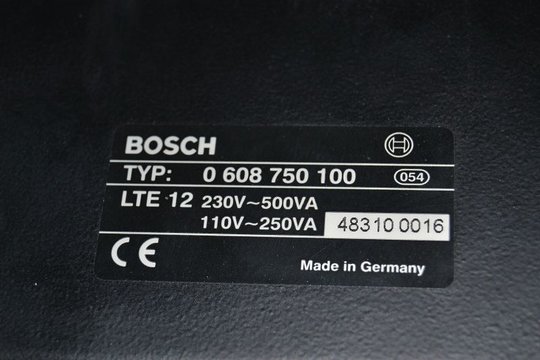 BOSCH
TYP: 0 608 750 100 054
LTE 12 230V~500VA
110V~250VA 48310 0016
CE Made in Germany